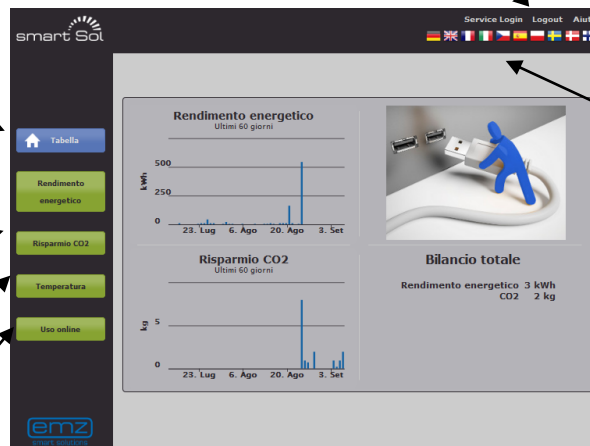 Service Login Logout Aiut
smart Sol
Tabella
Rendimento
energetico
Risparmio CO2
Temperatura
Uso online
Rendimento energetico
Ultimi 60 giorni
kWh
500
250
0
23. Lug 6. Ago 20. Ago 3. Set
Risparmio CO2
Ultimi 60 giorni
kg
5
0
23. Lug 6. Ago 20. Ago 3. Set
Bilancio totale
Rendimento energetico 3 kWh
CO2 2 kg
emz
smart solutions